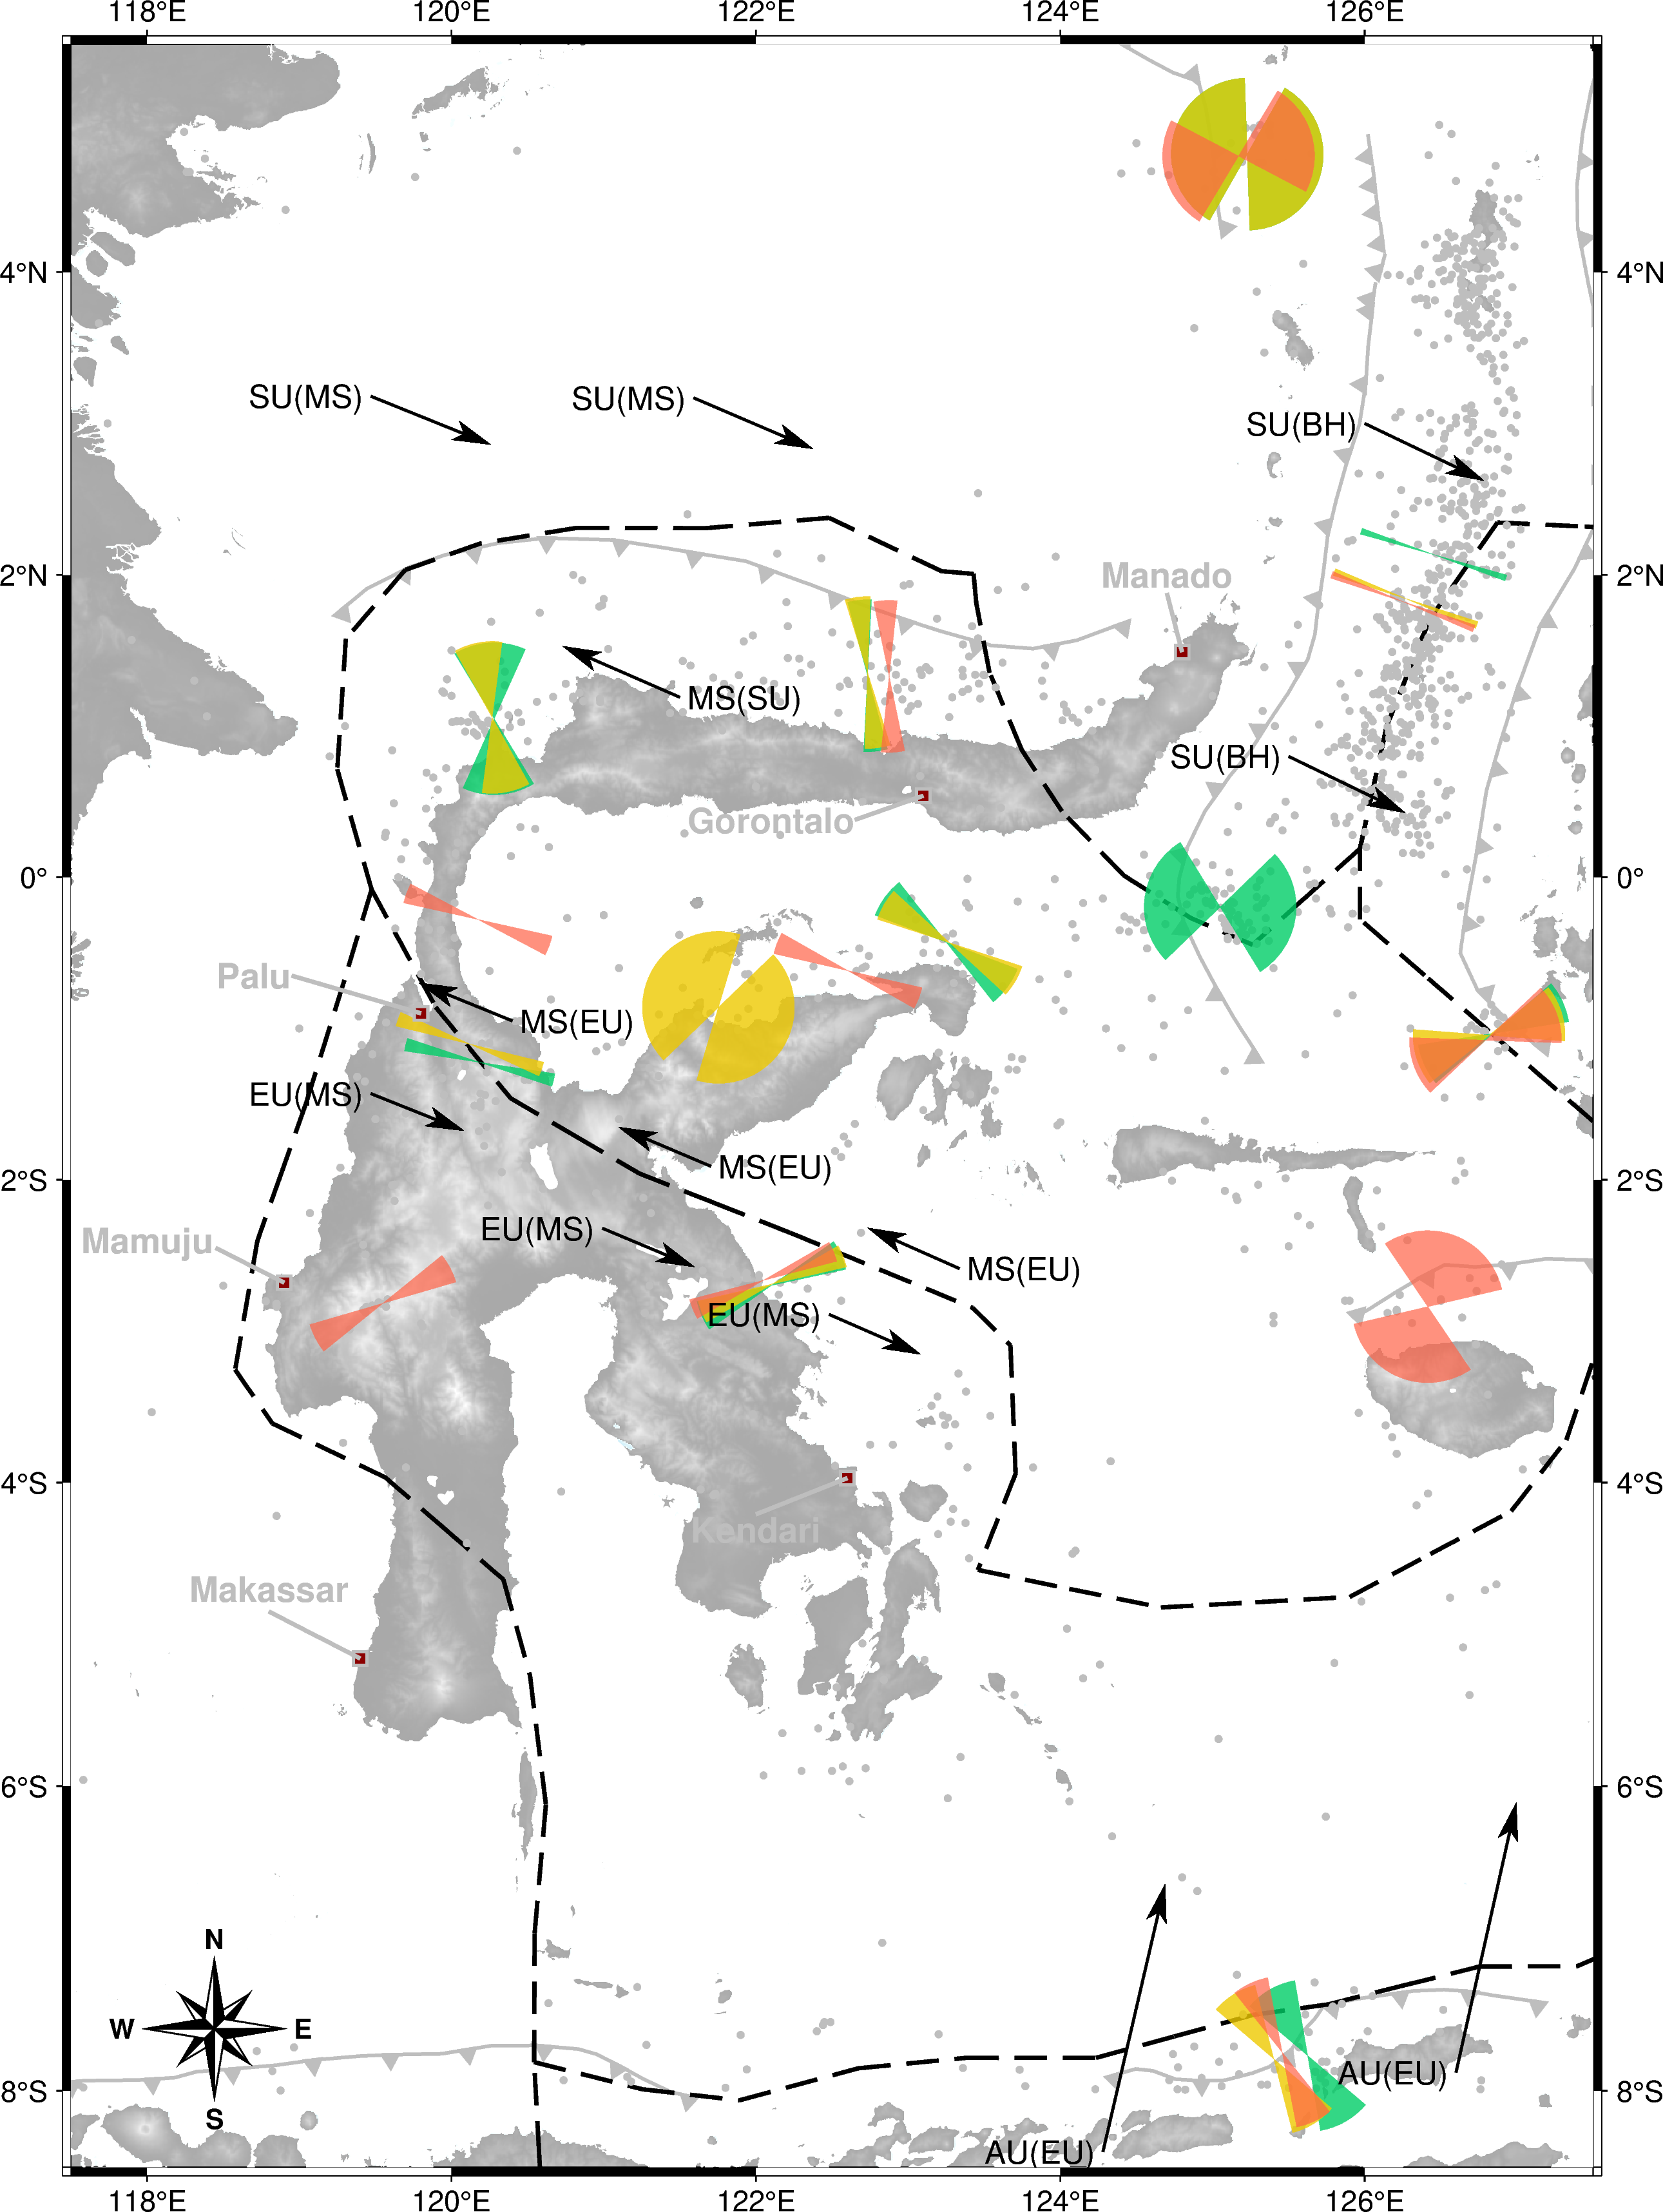 118°E 120°E 122°E 124°E 126°E
4°N 4°N
SU(MS) SU(MS)
SU(BH)
2°N Manado 2°N
MS(SU)
SU(BH)
Gorontalo
0° 0°
Palu
MS(EU)
EU(MS)
MS(EU)
2°S 2°S
EU(MS)
Mamuju
MS(EU)
EU(MS)
4°S 4°S
Kendari
Makassar
6°S 6°S
N
W E
AU(EU)
8°S 8°S
S
AU(EU)
118°E 120°E 122°E 124°E 126°E